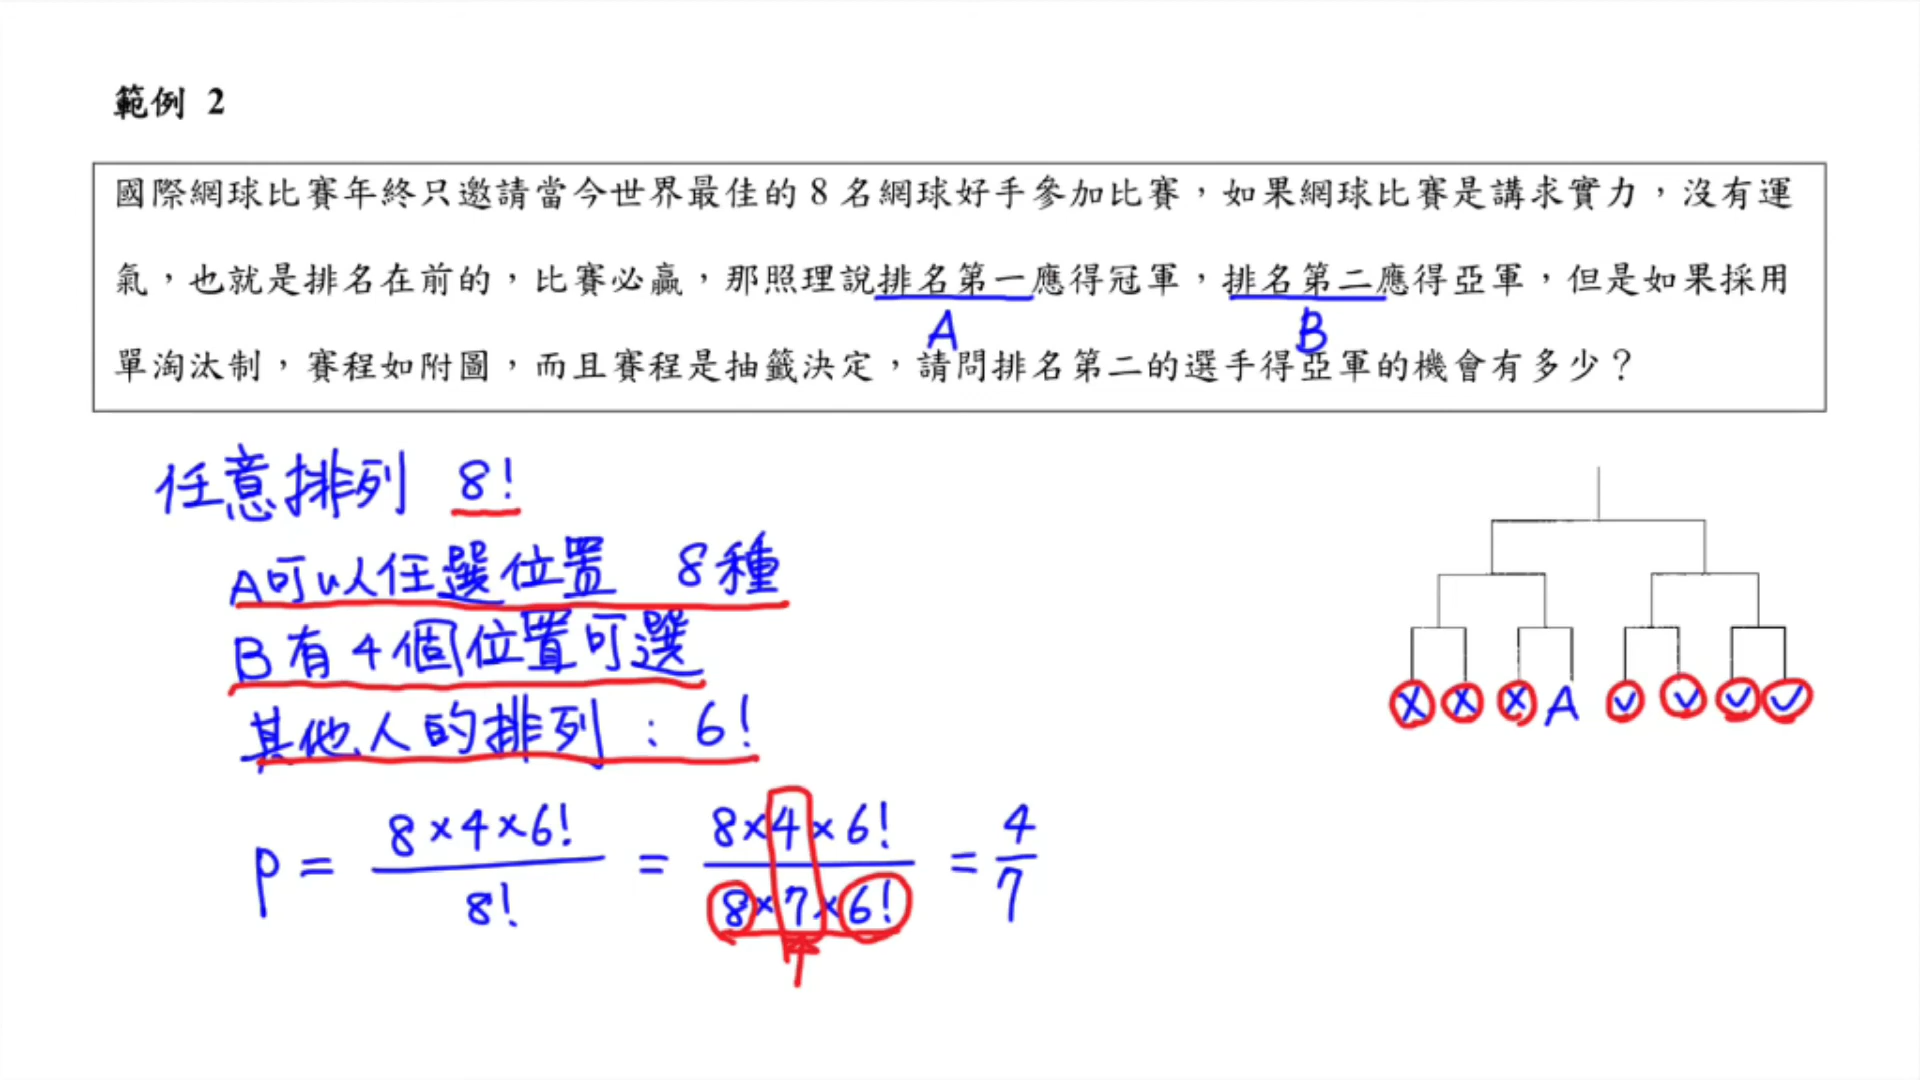 範例 2
國際網球比賽年終只邀請當今世界最佳的 8 名網球好手參加比賽，如果網球比賽是講求實力，沒有運
氣，也就是排名在前的，比賽必贏，那照理說排名第一應得冠軍，排名第二應得亞軍，但是如果採用
A B
單淘汰制，賽程如附圖，而且賽程是抽籤決定，請問排名第二的選手得亞軍的機會有多少？
任意排列 8!
A可以任選位置 8種
B有4個位置可選
其他人的排列：6!
X X X A v v v v
P = 8×4×6! / 8! = 8×4×6! / 8×7×6! = 4/7